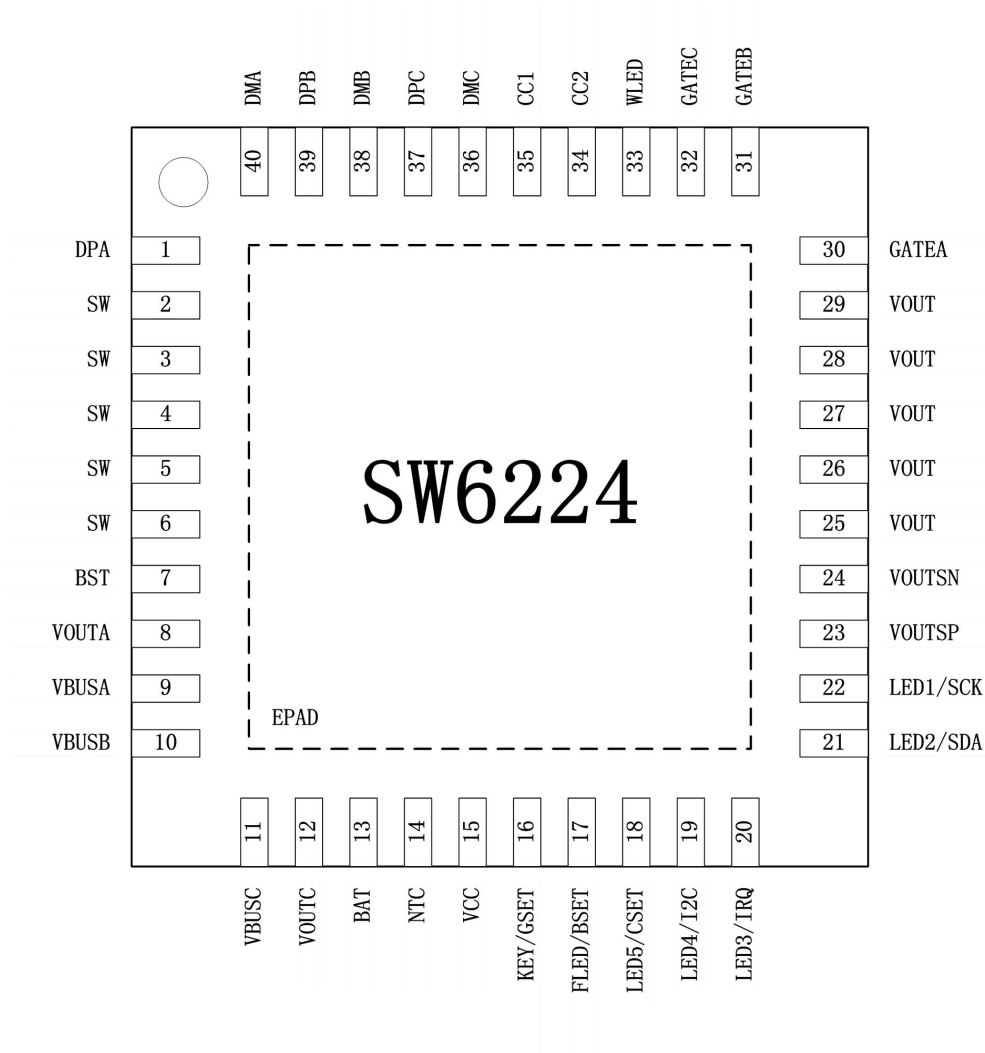 DMA
DPB
DMB
DPC
DMC
CC1
CC2
WLED
GATEC
GATEB
40
39
38
37
36
35
34
33
32
31
DPA 1
30 GATEA
SW 2
29 VOUT
SW 3
28 VOUT
SW 4
27 VOUT
SW 5
26 VOUT
SW 6
25 VOUT
BST 7
24 VOUTSN
VOUTA 8
23 VOUTSP
VBUSA 9
22 LED1/SCK
VBUSB 10
21 LED2/SDA
SW6224
EPAD
11
12
13
14
15
16
17
18
19
20
VBUSC
VOUTC
BAT
NTC
VCC
KEY/GSET
FLED/BSET
LED5/CSET
LED4/I2C
LED3/IRQ